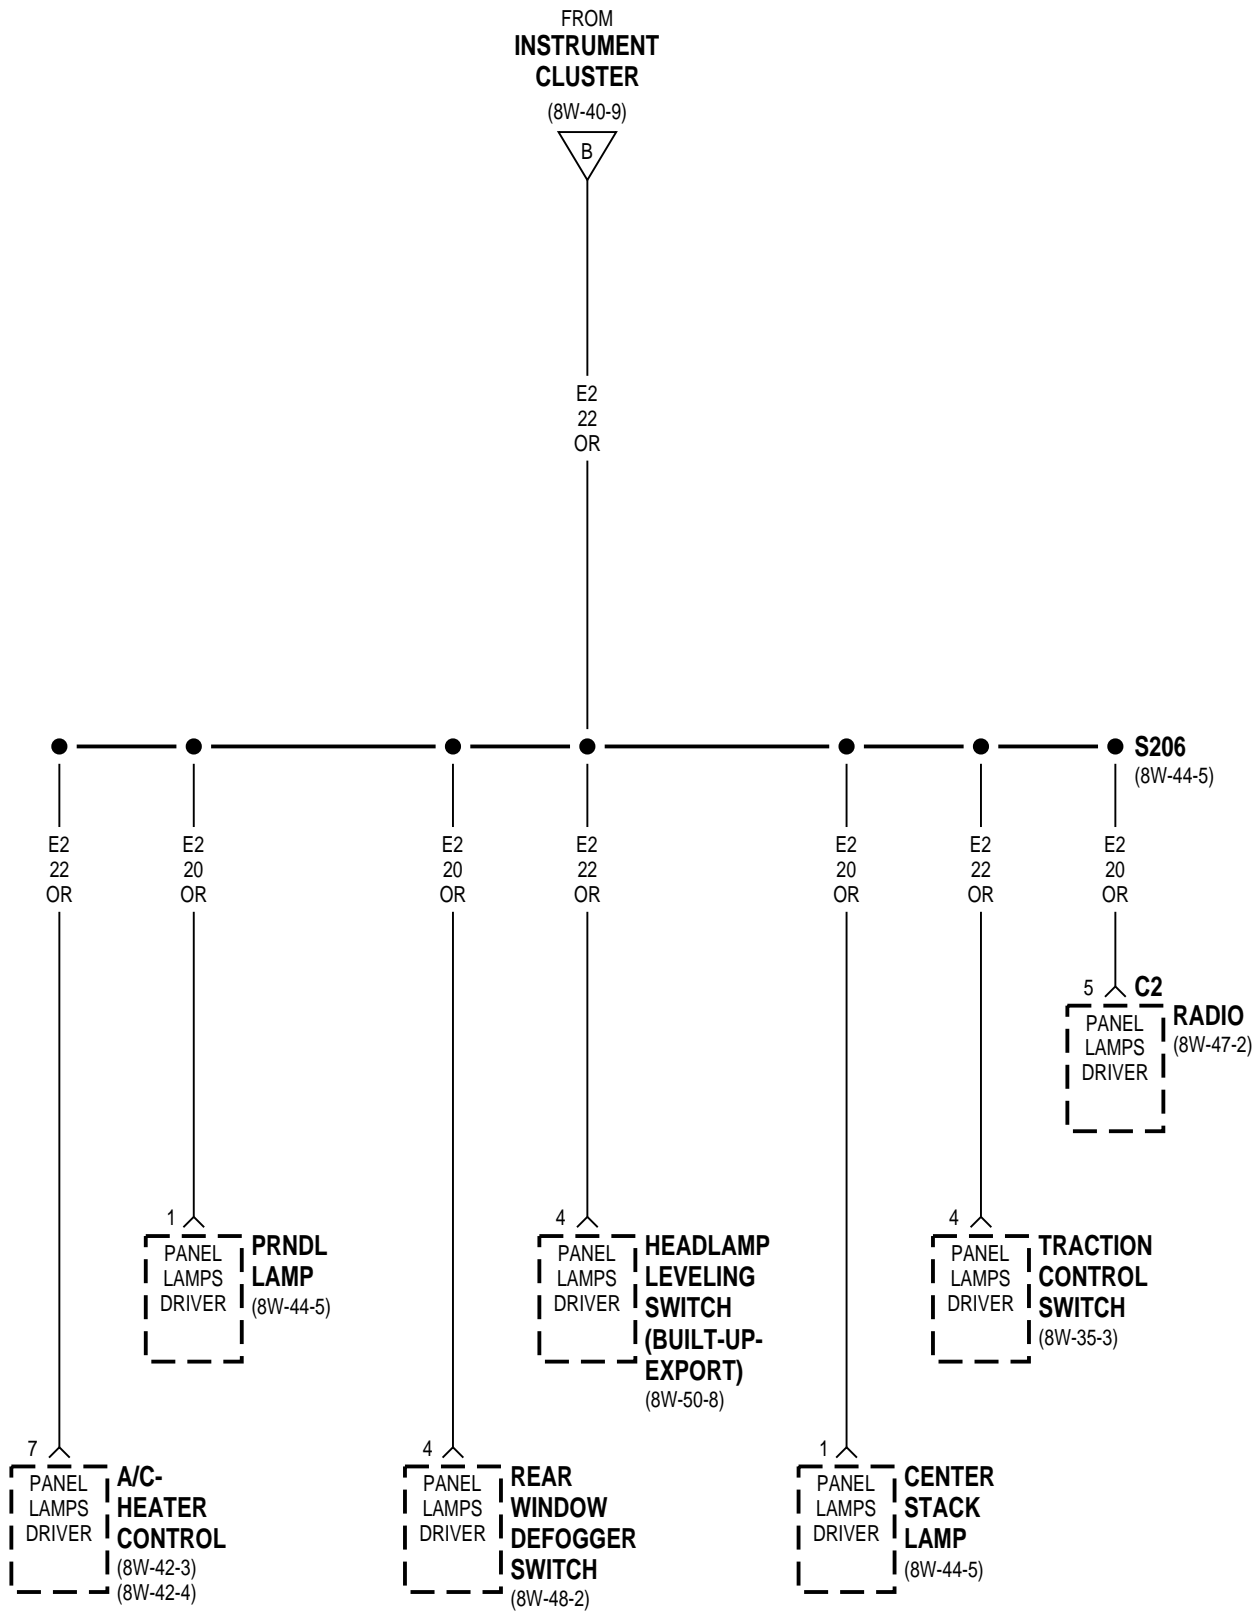 FROM
INSTRUMENT
CLUSTER
(8W-40-9)
B
E2
22
OR
S206
(8W-44-5)
E2
22
OR
E2
20
OR
E2
20
OR
E2
22
OR
E2
20
OR
E2
22
OR
E2
20
OR
5
C2
PANEL
LAMPS
DRIVER
RADIO
(8W-47-2)
1
PANEL
LAMPS
DRIVER
PRNDL
LAMP
(8W-44-5)
4
PANEL
LAMPS
DRIVER
HEADLAMP
LEVELING
SWITCH
(BUILT-UP-
EXPORT)
(8W-50-8)
4
PANEL
LAMPS
DRIVER
TRACTION
CONTROL
SWITCH
(8W-35-3)
7
PANEL
LAMPS
DRIVER
A/C-
HEATER
CONTROL
(8W-42-3)
(8W-42-4)
4
PANEL
LAMPS
DRIVER
REAR
WINDOW
DEFOGGER
SWITCH
(8W-48-2)
1
PANEL
LAMPS
DRIVER
CENTER
STACK
LAMP
(8W-44-5)